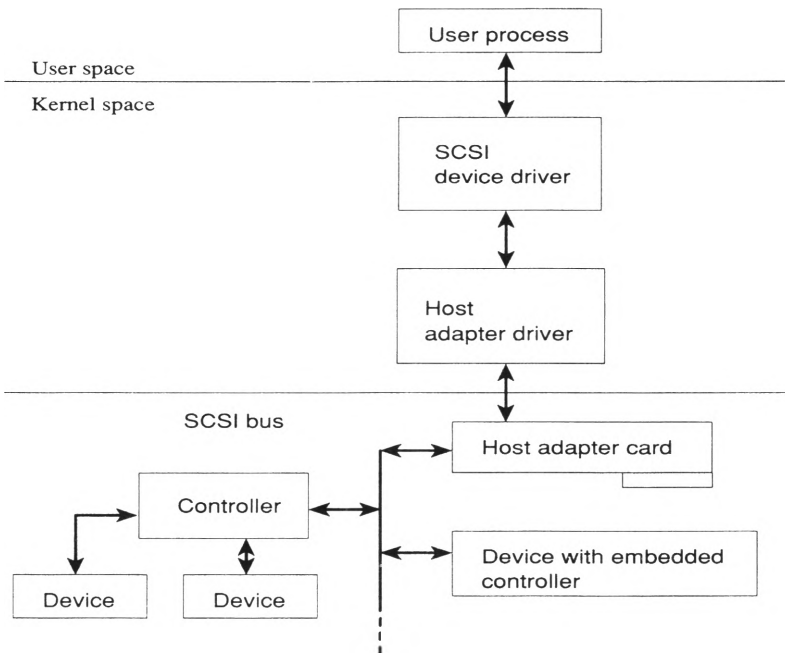 User process
User space
Kernel space
SCSI
device driver
Host
adapter driver
SCSI bus
Host adapter card
Controller
Device with embedded
controller
Device
Device